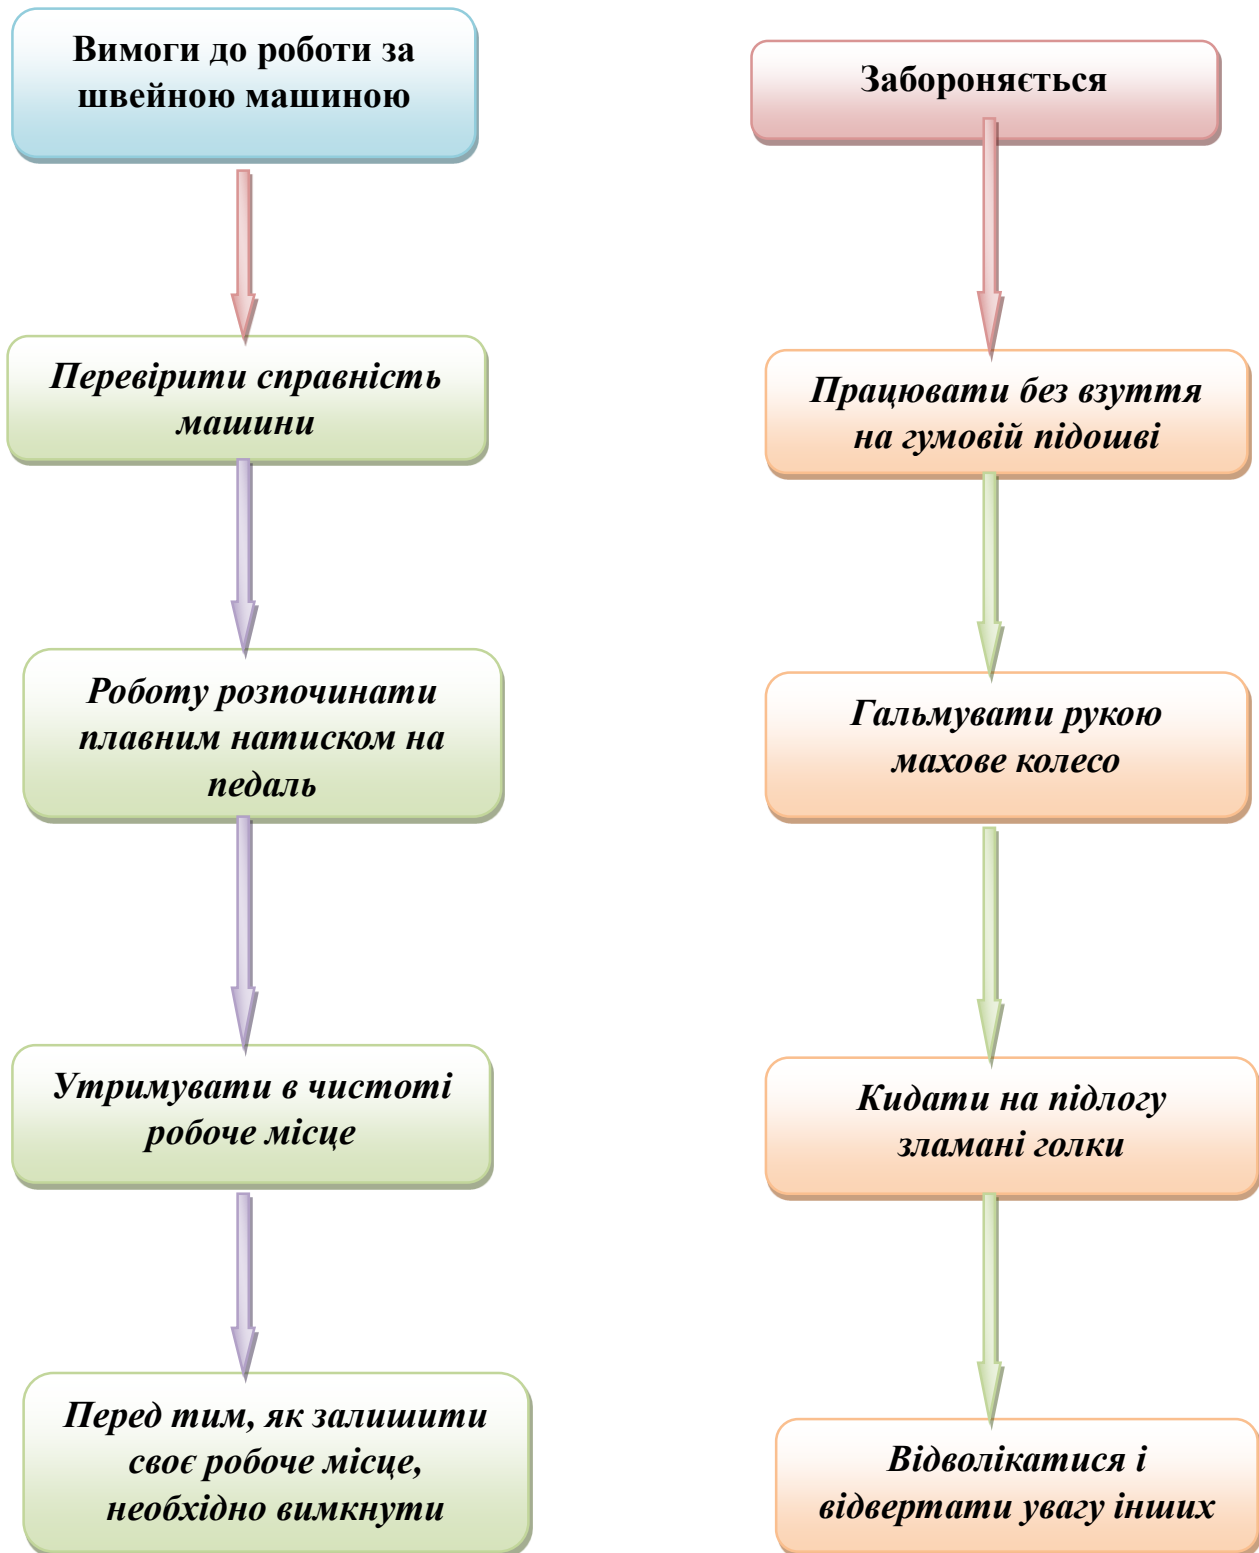 Вимоги до роботи за
швейною машиною
Перевірити справність
машини
Роботу розпочинати
плавним натиском на
педаль
Утримувати в чистоті
робоче місце
Перед тим, як залишити
своє робоче місце,
необхідно вимкнути
Забороняється
Працювати без взуття
на гумовій підошві
Гальмувати рукою
махове колесо
Кидати на підлогу
зламані голки
Відволікатися і
відвертати увагу інших